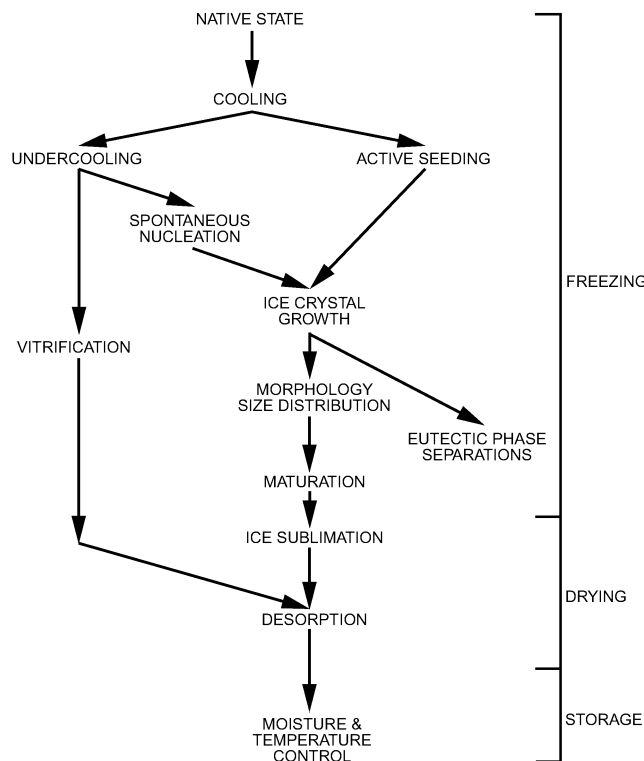 NATIVE STATE
COOLING
UNDERCOOLING
ACTIVE SEEDING
SPONTANEOUS
NUCLEATION
FREEZING
ICE CRYSTAL
GROWTH
VITRIFICATION
MORPHOLOGY
SIZE DISTRIBUTION
EUTECTIC PHASE
SEPARATIONS
MATURATION
ICE SUBLIMATION
DRYING
DESORPTION
STORAGE
MOISTURE &
TEMPERATURE
CONTROL